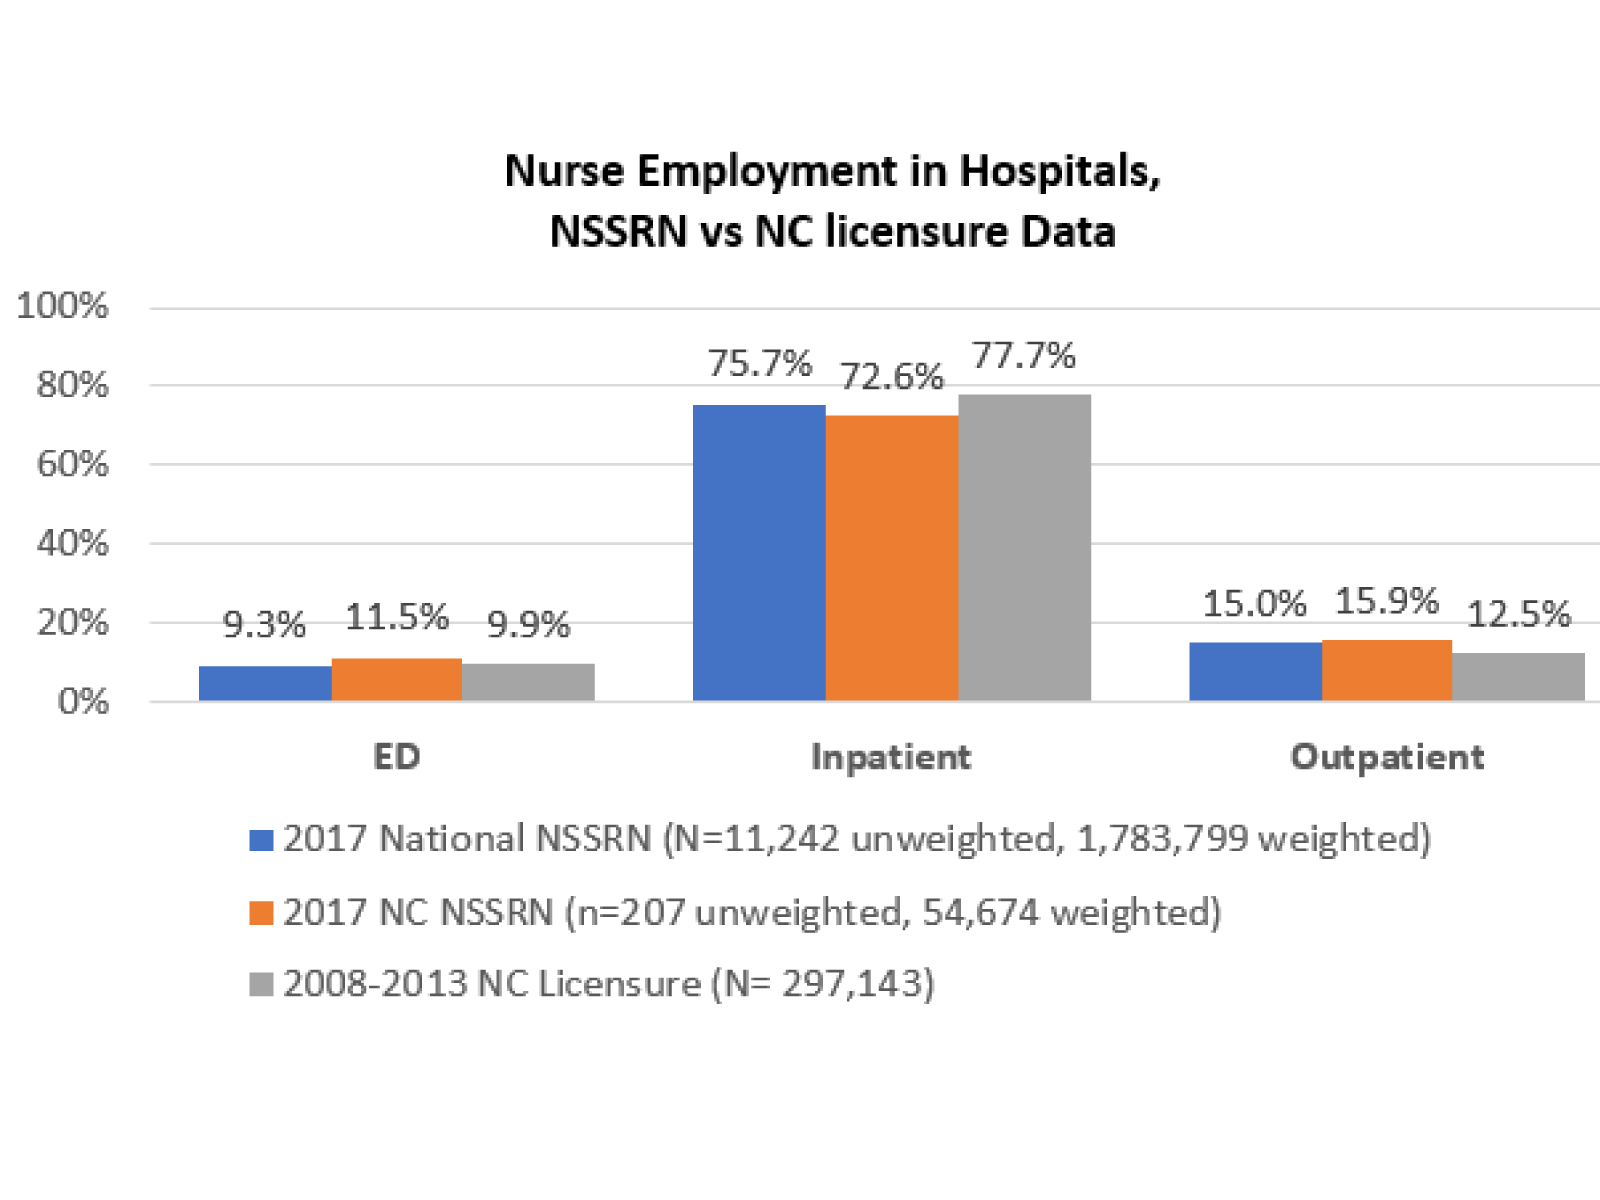 Nurse Employment in Hospitals,
NSSRN vs NC licensure Data
100%
80%
60%
40%
20%
0%
9.3%
11.5%
9.9%
75.7%
72.6%
77.7%
15.0%
15.9%
12.5%
ED
Inpatient
Outpatient
2017 National NSSRN (N=11,242 unweighted, 1,783,799 weighted)
2017 NC NSSRN (n=207 unweighted, 54,674 weighted)
2008-2013 NC Licensure (N= 297,143)